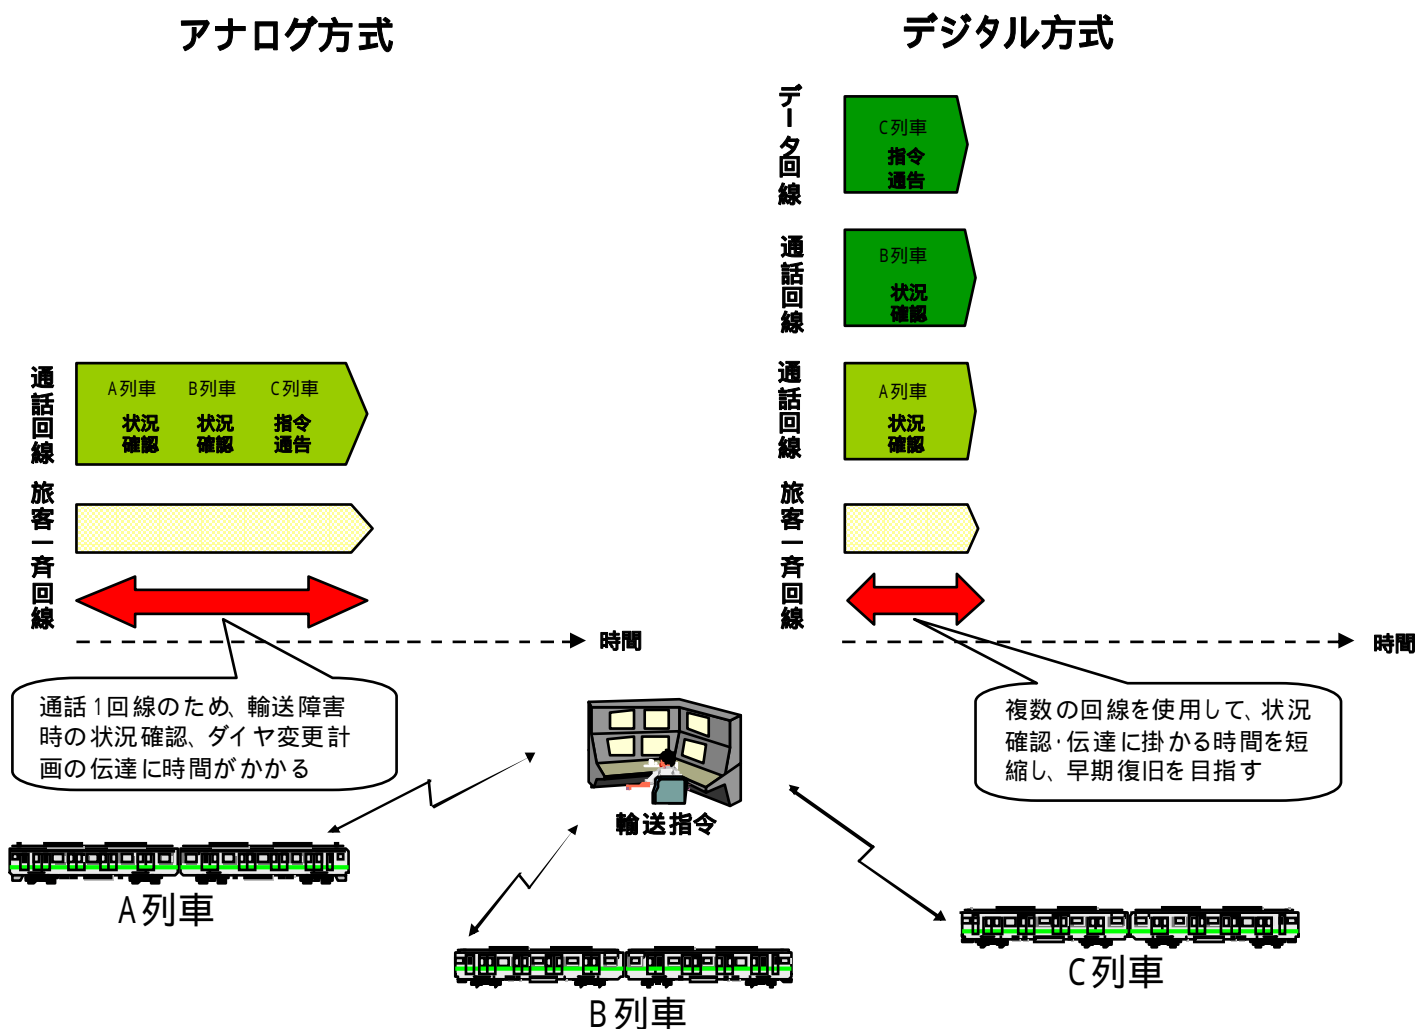 アナログ方式
デジタル方式
データ回線
C列車
指令
通告
通話回線
B列車
状況
確認
通話回線
A列車 B列車 C列車
状況 状況 指令
確認 確認 通告
通話回線
A列車
状況
確認
旅客一斉回線
旅客一斉回線
時間
時間
通話1回線のため、輸送障害
時の状況確認、ダイヤ変更計
画の伝達に時間がかかる
複数の回線を使用して、状況
確認・伝達に掛かる時間を短
縮し、早期復旧を目指す
輸送指令
A列車
B列車
C列車